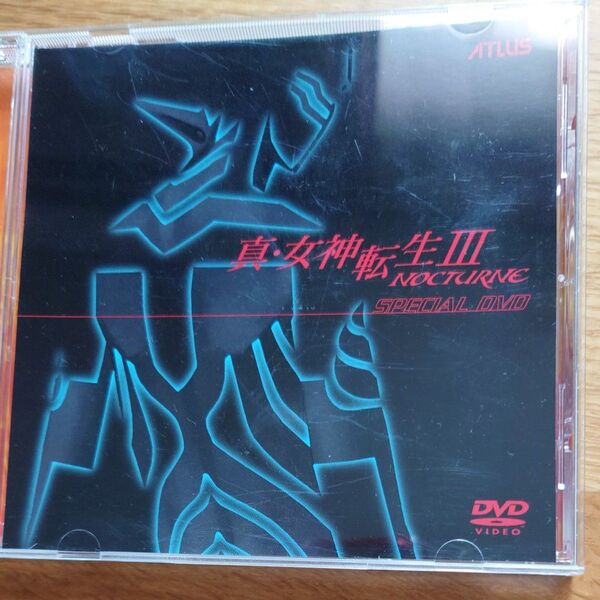 ATLUS
真・女神転生III
NOCTURNE
SPECIAL DVD
DVD
VIDEO